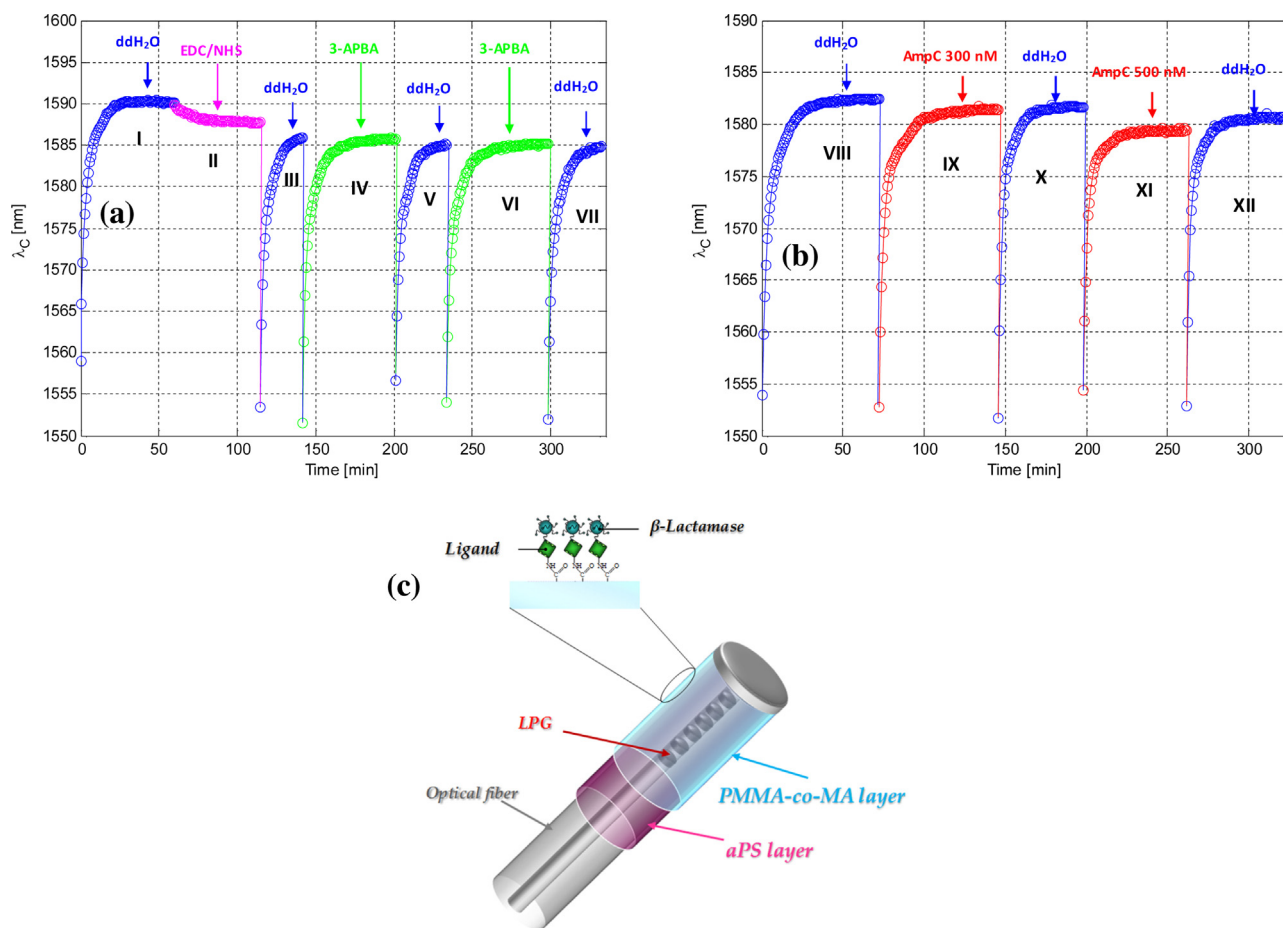 1600
1595
1590
1585
1580
1575
1570
1565
1560
1555
1550
λC [nm]
0 50 100 150 200 250 300
Time [min]
(a)
ddH2O
EDC/NHS
ddH2O
3-APBA
ddH2O
3-APBA
ddH2O
I
II
III
IV
V
VI
VII
1590
1585
1580
1575
1570
1565
1560
1555
1550
λC [nm]
0 50 100 150 200 250 300
Time [min]
(b)
ddH2O
AmpC 300 nM
ddH2O
AmpC 500 nM
ddH2O
VIII
IX
X
XI
XII
(c)
β-Lactamase
Ligand
NH NH NH
C O C O C O
LPG
Optical fiber
PMMA-co-MA layer
aPS layer